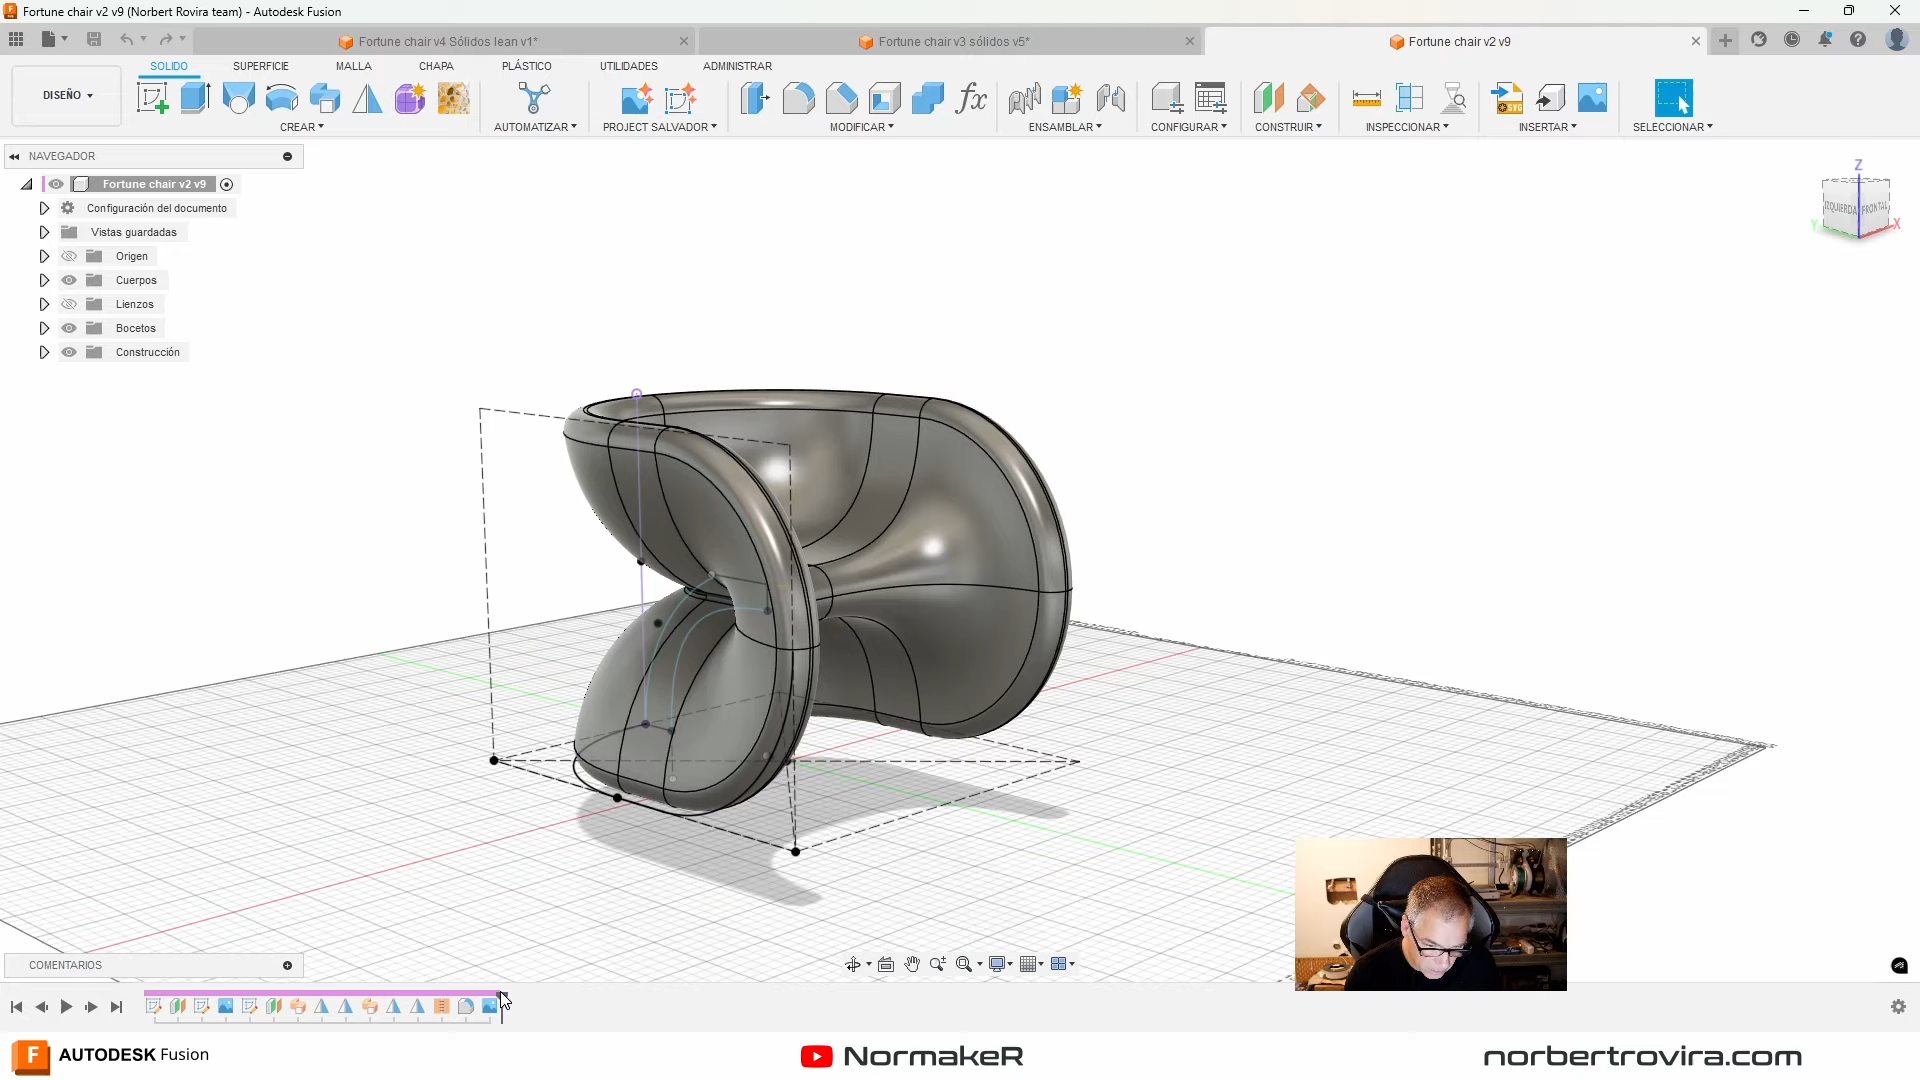 Fortune chair v2 v9 (Norbert Rovira team) - Autodesk Fusion
Fortune chair v4 Sólidos lean v1*
Fortune chair v3 sólidos v5*
Fortune chair v2 v9
DISEÑO
SOLIDO
SUPERFICIE
MALLA
CHAPA
PLÁSTICO
UTILIDADES
ADMINISTRAR
CREAR
AUTOMATIZAR
PROJECT SALVADOR
MODIFICAR
ENSAMBLAR
CONFIGURAR
CONSTRUIR
INSPECCIONAR
INSERTAR
SELECCIONAR
NAVEGADOR
Fortune chair v2 v9
Configuración del documento
Vistas guardadas
Origen
Cuerpos
Lienzos
Bocetos
Construcción
Z
IZQUIERDA
FRONTAL
Y
X
COMENTARIOS
F AUTODESK Fusion
NormakeR
norbertrovira.com